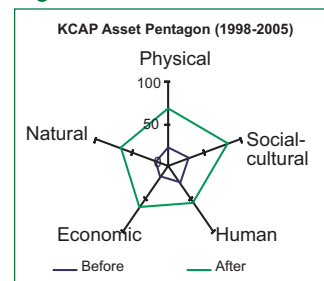 KCAP Asset Pentagon (1998-2005)
Physical
100
50
0
Natural
Social-
cultural
Economic
Human
Before
After